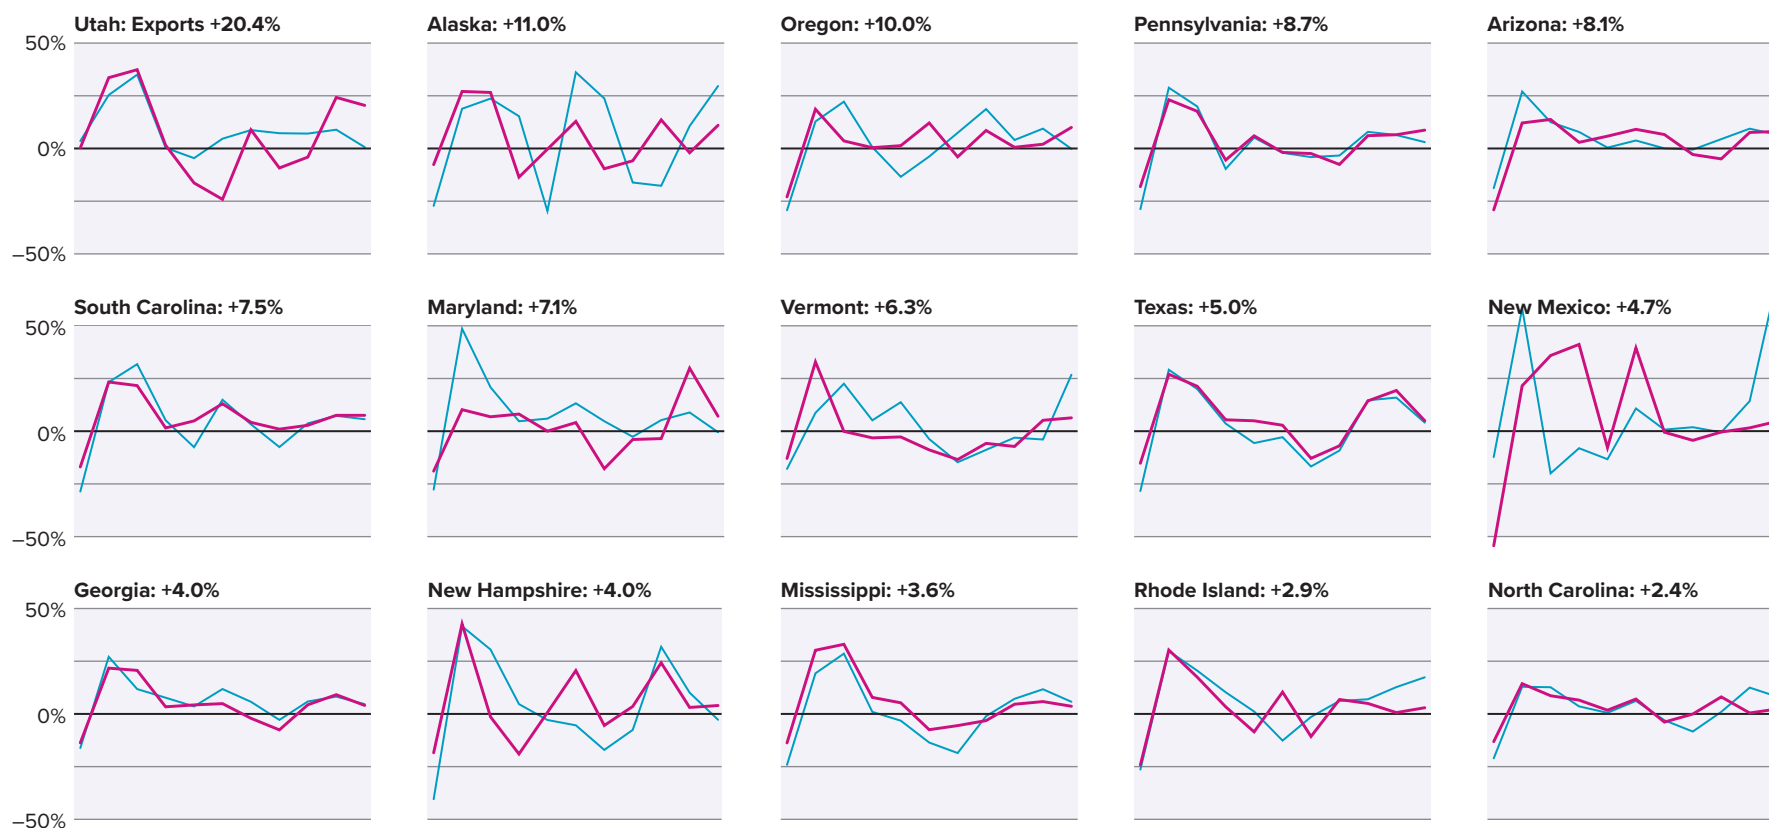 Utah: Exports +20.4%
Alaska: +11.0%
Oregon: +10.0%
Pennsylvania: +8.7%
Arizona: +8.1%
50%
0%
–50%
South Carolina: +7.5%
Maryland: +7.1%
Vermont: +6.3%
Texas: +5.0%
New Mexico: +4.7%
50%
0%
–50%
Georgia: +4.0%
New Hampshire: +4.0%
Mississippi: +3.6%
Rhode Island: +2.9%
North Carolina: +2.4%
50%
0%
–50%